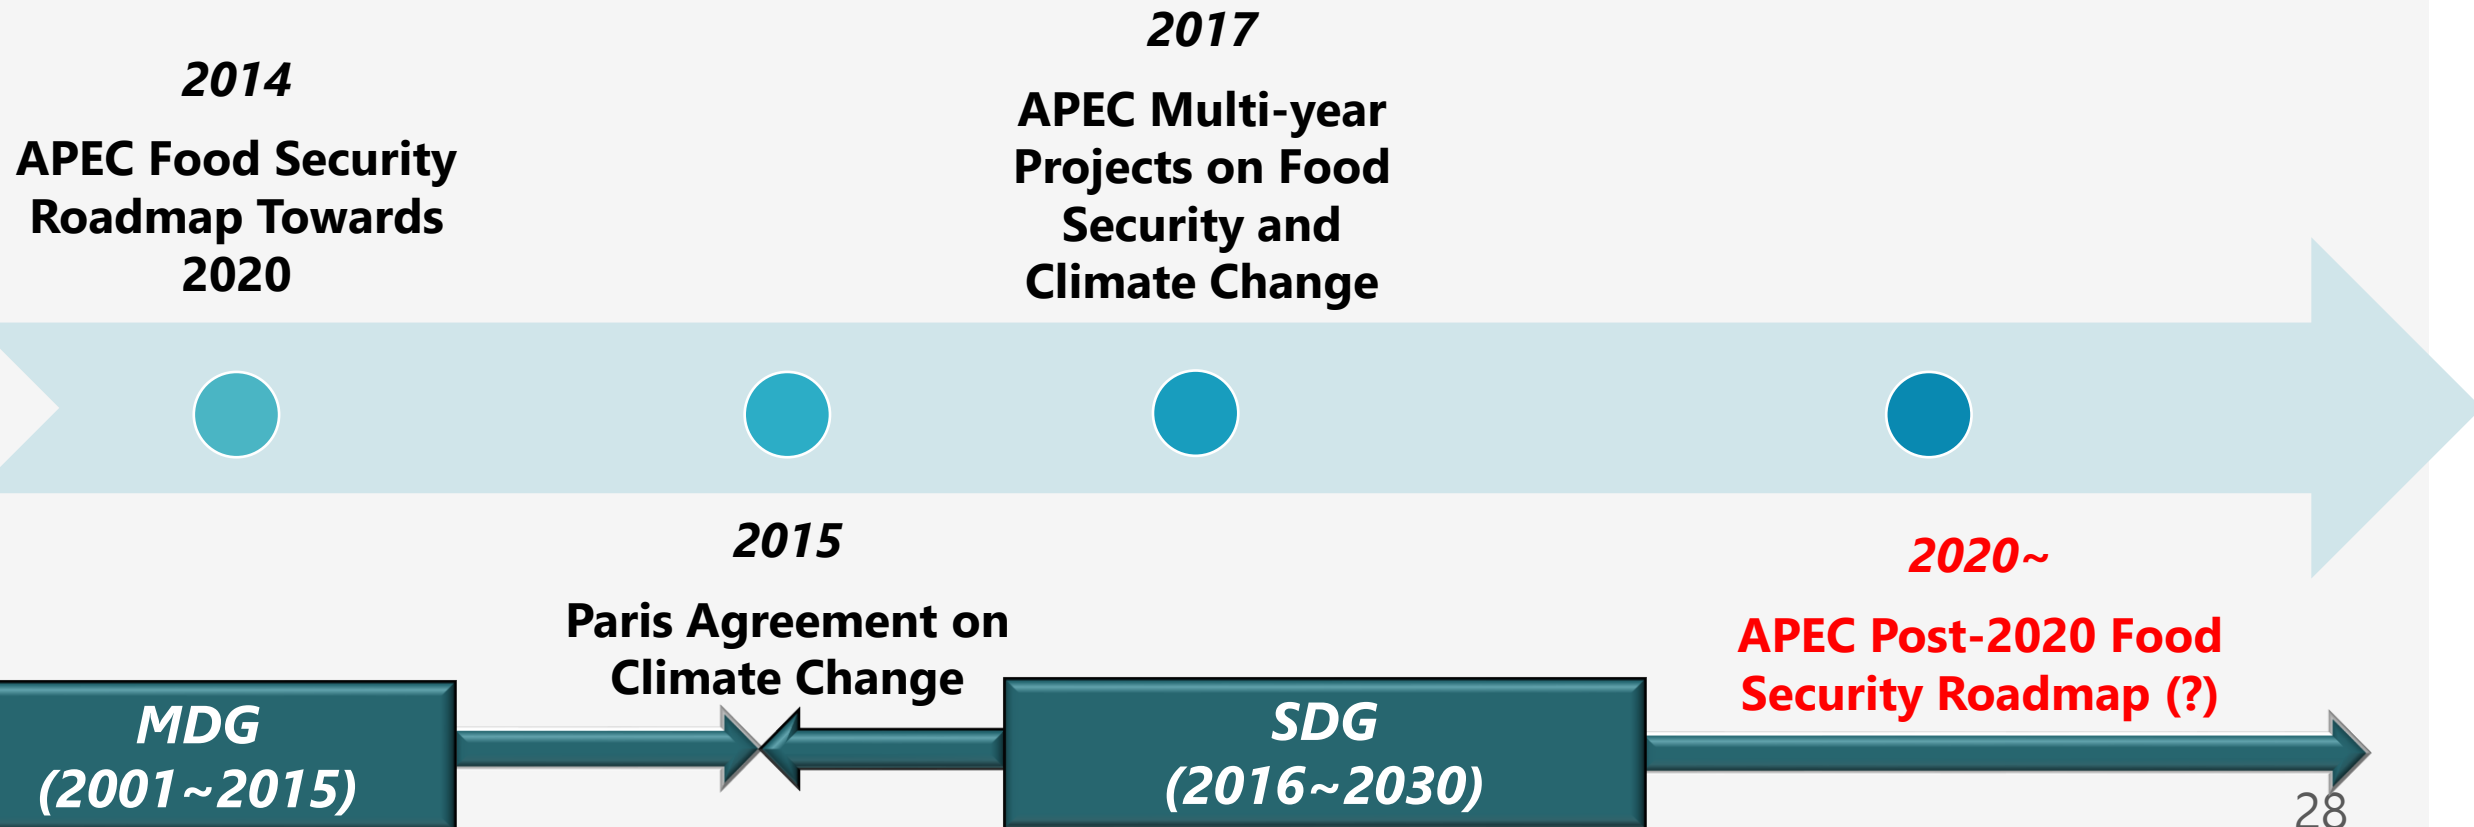 2014
APEC Food Security
Roadmap Towards
2020
2017
APEC Multi-year
Projects on Food
Security and
Climate Change
2015
Paris Agreement on
Climate Change
2020~
APEC Post-2020 Food
Security Roadmap (?)
MDG
(2001~2015)
SDG
(2016~2030)
28